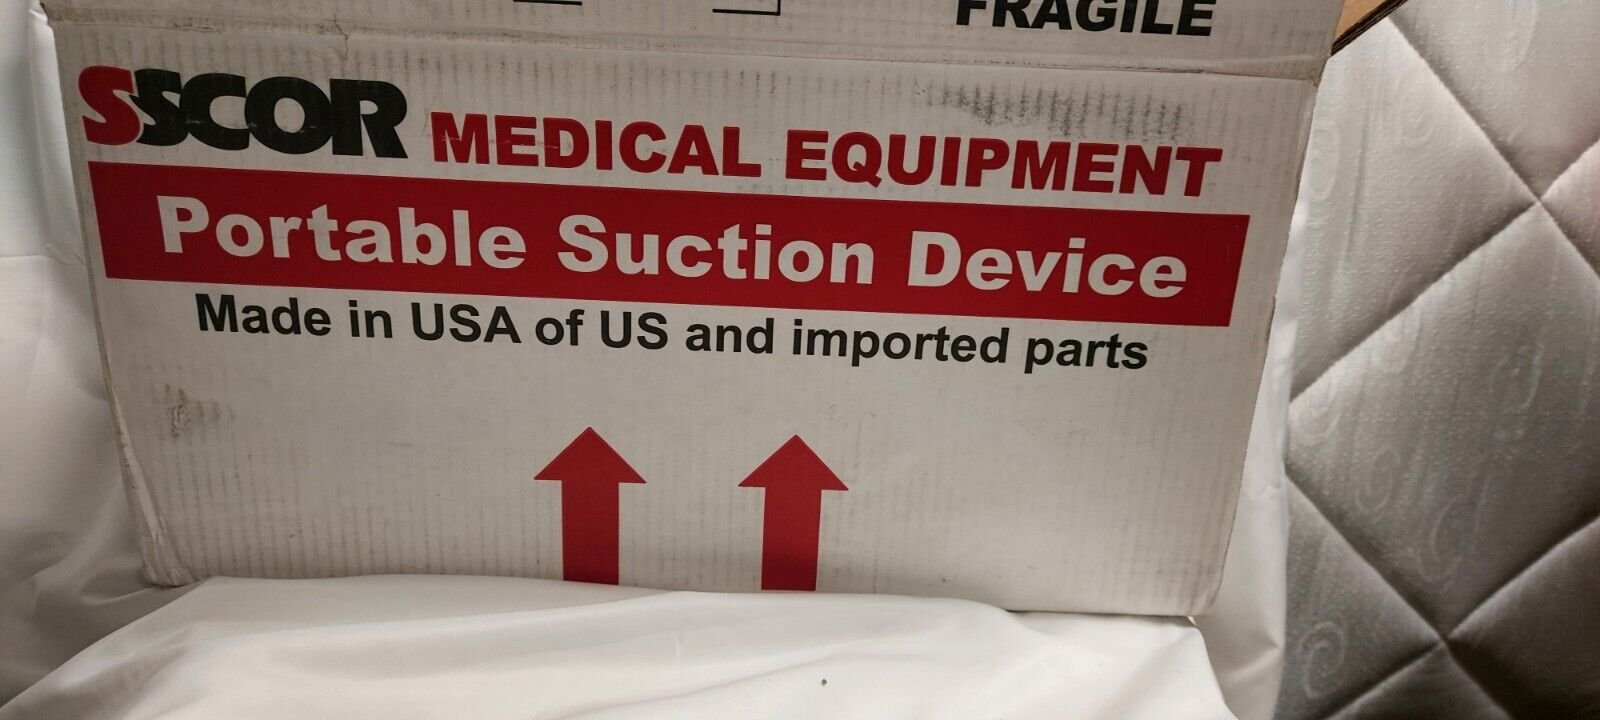 FRAGILE
SSCOR MEDICAL EQUIPMENT
Portable Suction Device
Made in USA of US and imported parts